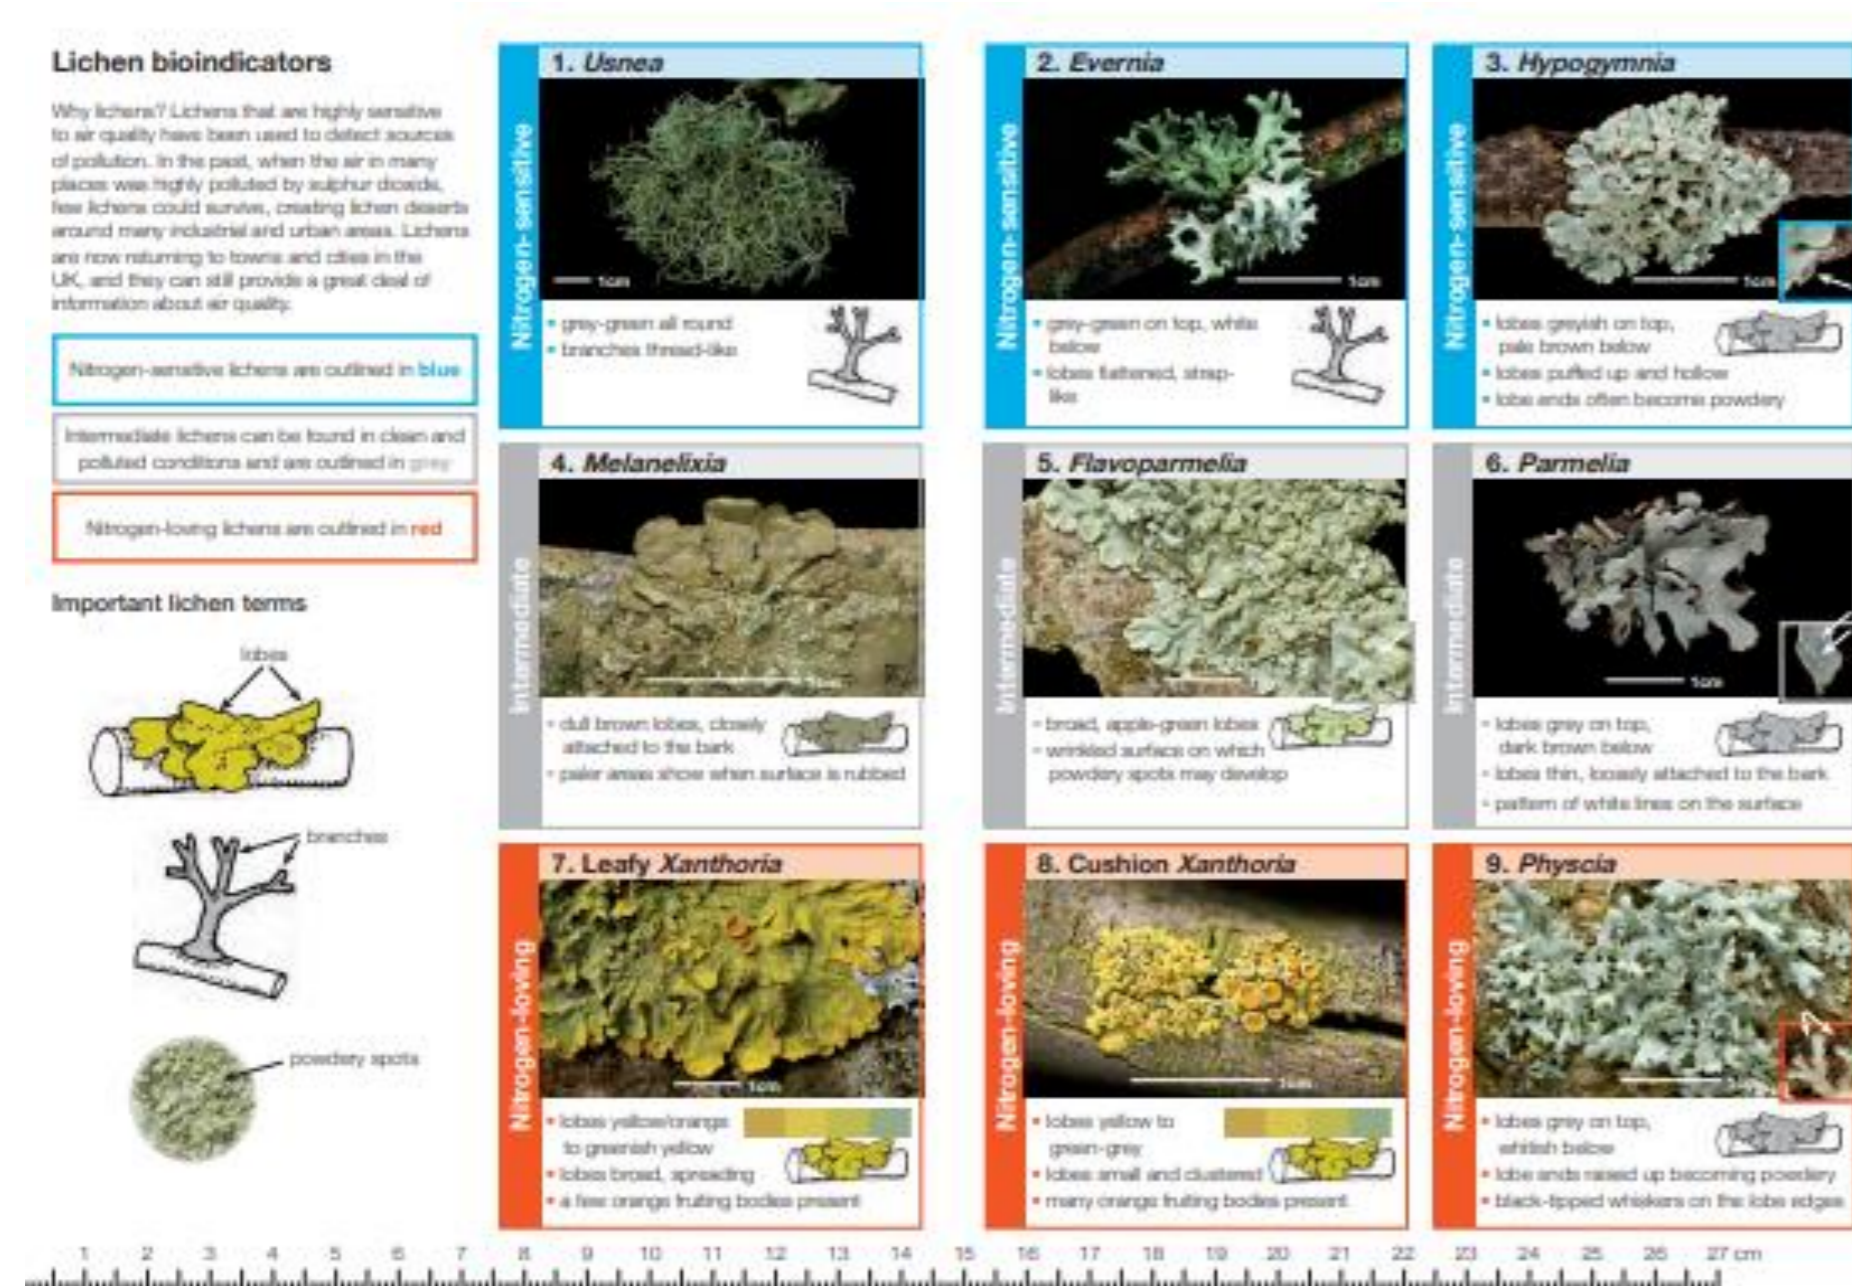 Lichen bioindicators
Why lichens? Lichens that are highly sensitive
to air quality have been used to detect sources
of pollution. In the past, when the air in many
places was highly polluted by sulphur dioxide,
few lichens could survive, creating lichen deserts
around many industrial and urban areas. Lichens
are now returning to towns and cities in the
UK, and they can still provide a great deal of
information about air quality.
Nitrogen-sensitive lichens are outlined in blue
Intermediate lichens can be found in clean and
polluted conditions and are outlined in grey
Nitrogen-loving lichens are outlined in red
Important lichen terms
lobes
branches
powdery spots
Nitrogen-sensitive
1. Usnea
1cm
• grey-green all round
• branches thread-like
Nitrogen-sensitive
2. Evernia
1cm
• grey-green on top, white
below
• lobes flattened, strap-
like
Nitrogen-sensitive
3. Hypogymnia
1cm
• lobes greyish on top,
pale brown below
• lobes puffed up and hollow
• lobe ends often become powdery
Intermediate
4. Melanelixia
1cm
• dull brown lobes, closely
attached to the bark
• paler areas show when surface is rubbed
Intermediate
5. Flavoparmelia
• broad, apple-green lobes
• wrinkled surface on which
powdery spots may develop
Intermediate
6. Parmelia
1cm
• lobes grey on top,
dark brown below
• lobes thin, loosely attached to the bark
• pattern of white lines on the surface
Nitrogen-loving
7. Leafy Xanthoria
1cm
• lobes yellow/orange
to greenish yellow
• lobes broad, spreading
• a few orange fruiting bodies present
Nitrogen-loving
8. Cushion Xanthoria
1cm
• lobes yellow to
green-grey
• lobes small and clustered
• many orange fruiting bodies present
Nitrogen-loving
9. Physcia
• lobes grey on top,
whitish below
• lobe ends raised up becoming powdery
• black-tipped whiskers on the lobe edges
1 2 3 4 5 6 7 8 9 10 11 12 13 14 15 16 17 18 19 20 21 22 23 24 25 26 27 cm